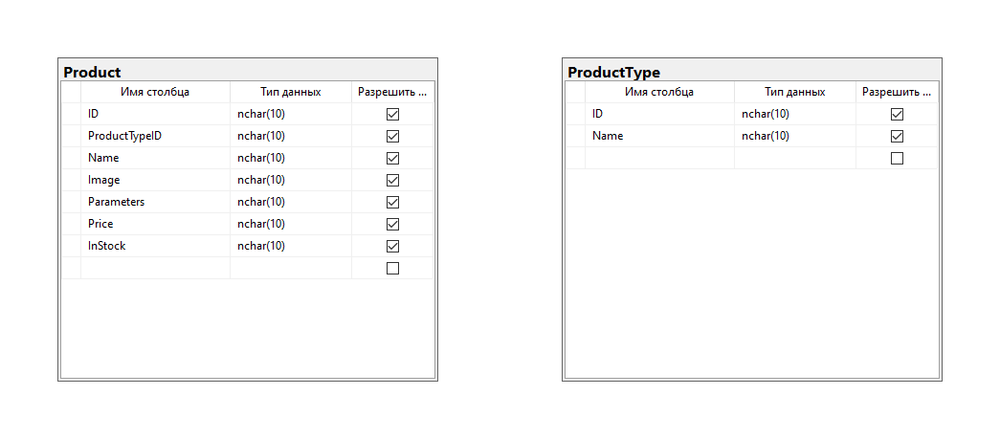 Product
Имя столбца Тип данных Разрешить ...
ID nchar(10)
ProductTypeID nchar(10)
Name nchar(10)
Image nchar(10)
Parameters nchar(10)
Price nchar(10)
InStock nchar(10)
ProductType
Имя столбца Тип данных Разрешить ...
ID nchar(10)
Name nchar(10)